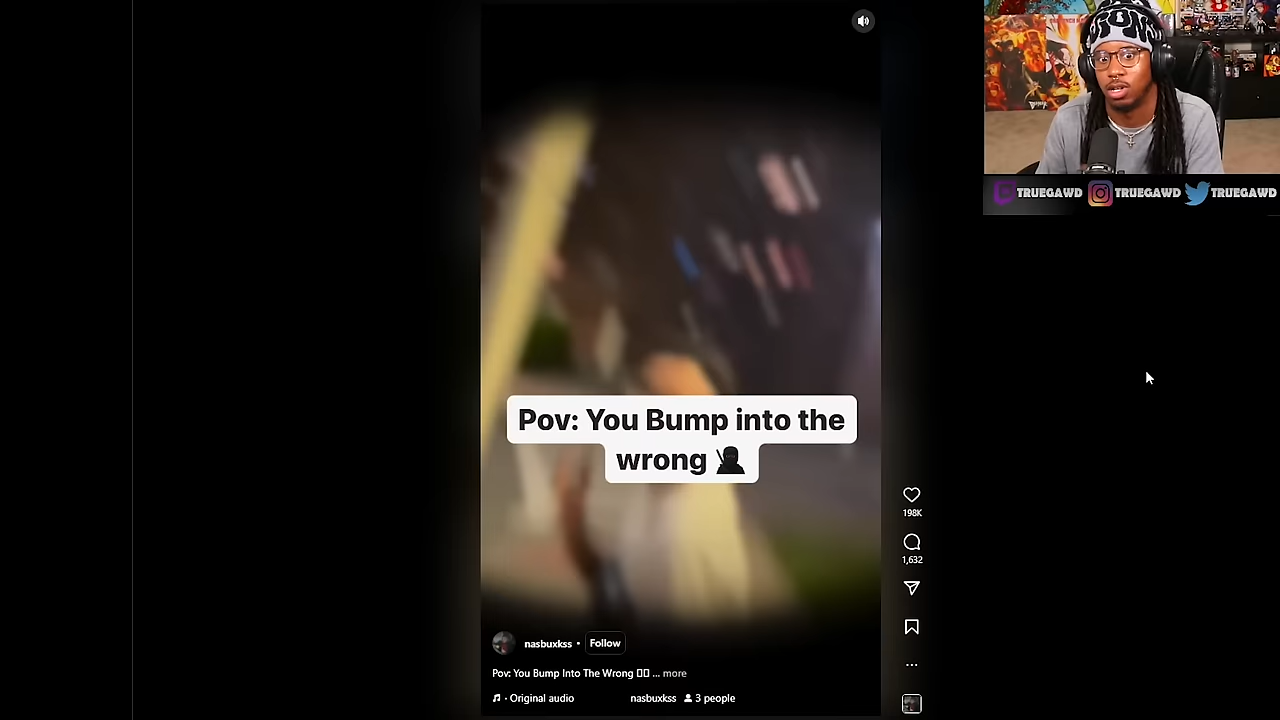 TRUEGAWD TRUEGAWD TRUEGAWD
Pov: You Bump into the
wrong 🥷
198K
1,632
nasbuxkss • Follow
Pov: You Bump Into The Wrong ▯▯ ... more
♫ · Original audio nasbuxkss 3 people